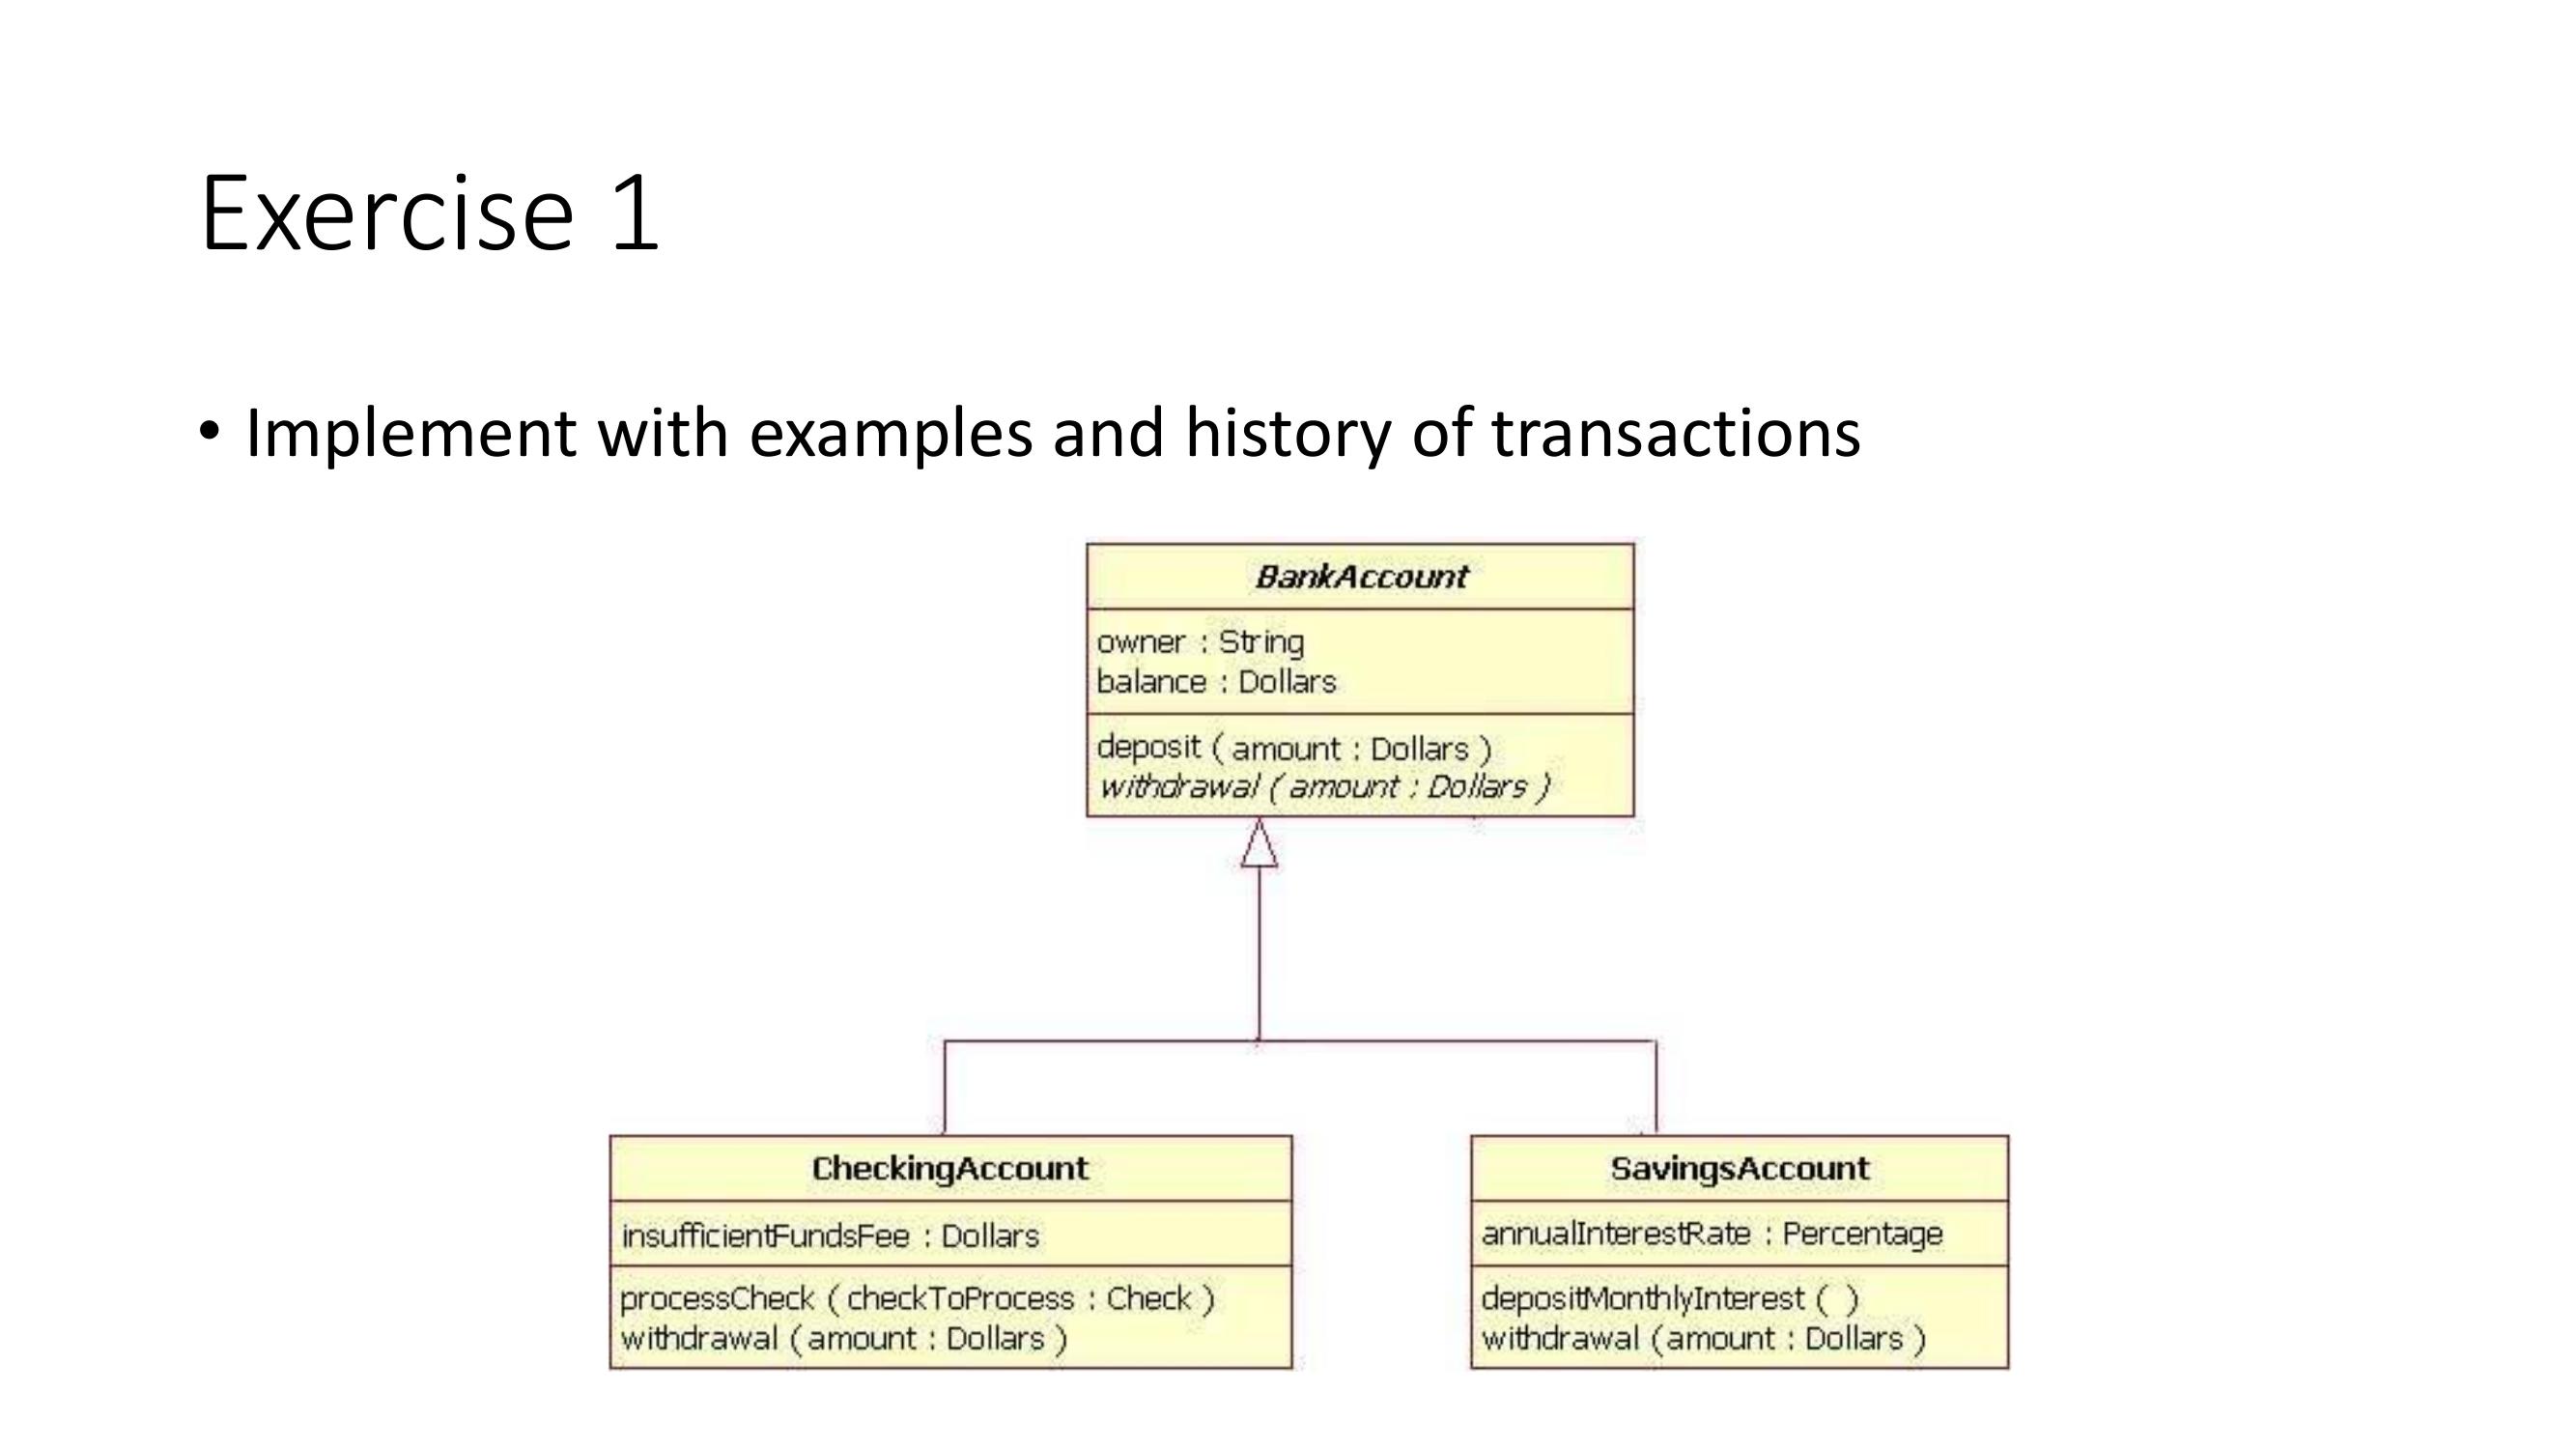 Exercise 1
• Implement with examples and history of transactions
BankAccount
owner : String
balance : Dollars
deposit ( amount : Dollars )
withdrawal ( amount : Dollars )
CheckingAccount
insufficientFundsFee : Dollars
processCheck ( checkToProcess : Check )
withdrawal ( amount : Dollars )
SavingsAccount
annualInterestRate : Percentage
depositMonthlyInterest ( )
withdrawal ( amount : Dollars )